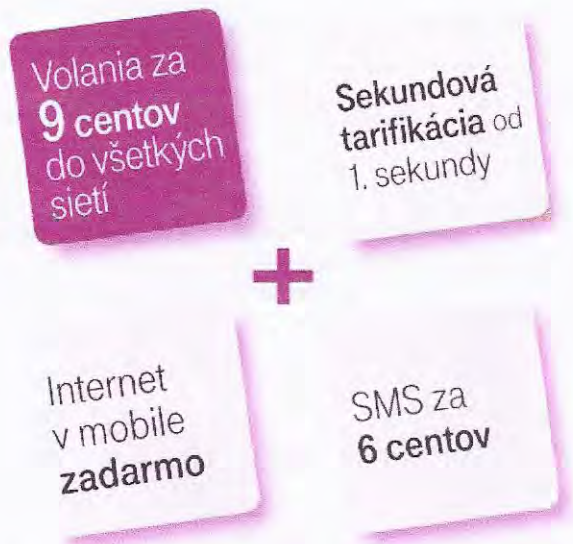 Volania za
9 centov
do všetkých
sietí
Sekundová
tarifikácia od
1. sekundy
+
Internet
v mobile
zadarmo
SMS za
6 centov